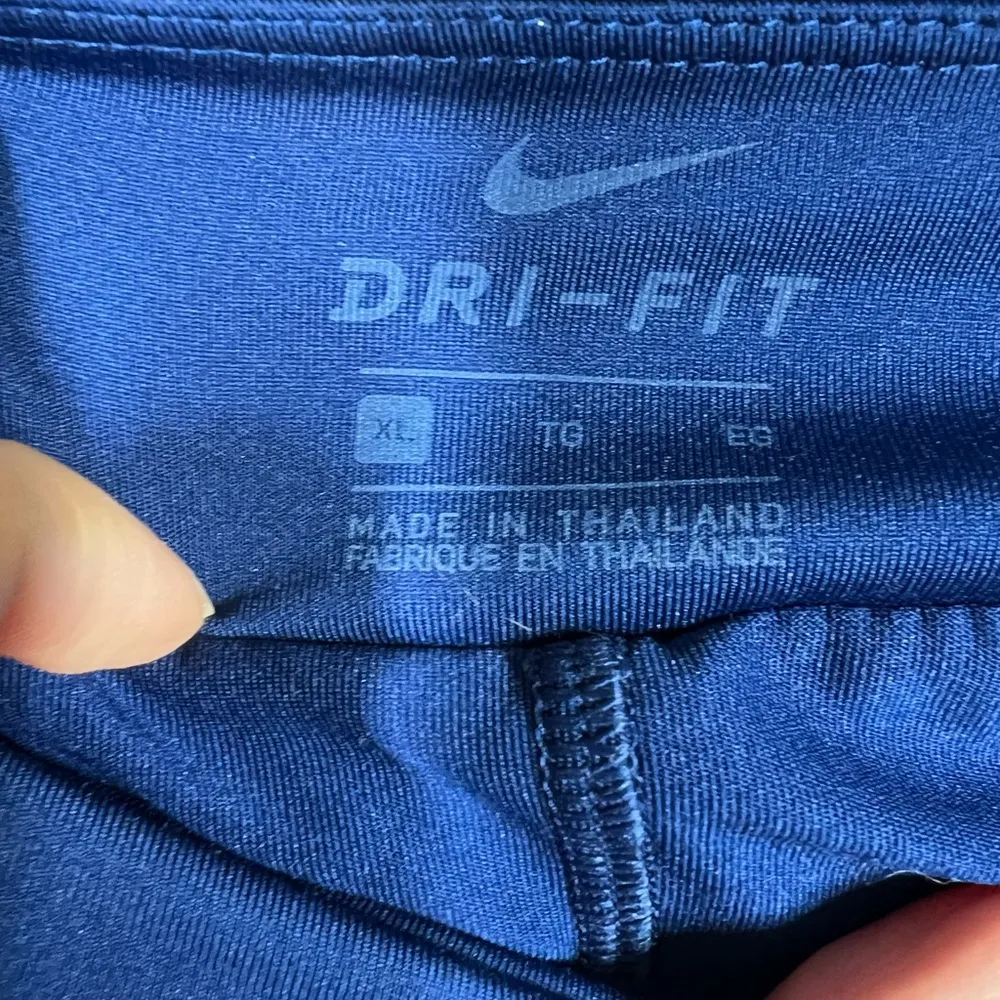 DRI-FIT
XL TG EG
MADE IN THAILAND
FABRIQUE EN THAILANDE